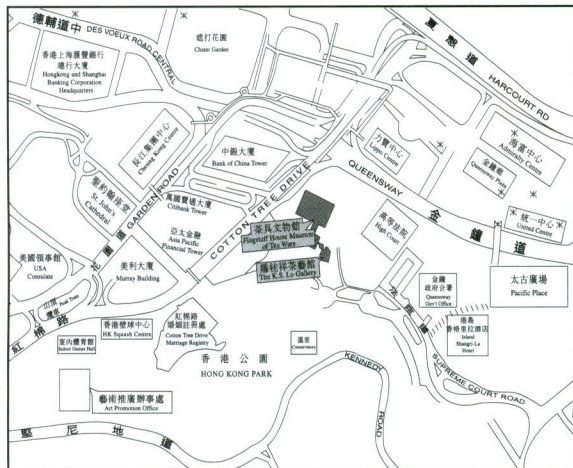 德輔道中
DES VOEUX ROAD CENTRAL
遮打花園
Chater Garden
夏慤道
HARCOURT RD
香港上海滙豐銀行
總行大廈
Hongkong and Shanghai
Banking Corporation
Headquarters
長江集團中心
Cheung Kong Centre
中銀大廈
Bank of China Tower
力寶中心
Lippo Centre
海富中心
Admiralty Centre
金鐘廊
Queensway Plaza
統一中心
United Centre
聖約翰座堂
St. John's
Cathedral
花園道
GARDEN ROAD
萬國寶通大廈
Citibank Tower
COTTON TREE DRIVE
QUEENSWAY
金鐘道
茶具文物館
Flagstaff House Museum
of Tea Ware
羅桂祥茶藝館
The K.S. Lo Gallery
高等法院
High Court
亞太金融
Asia Pacific
Financial Tower
美國領事館
USA
Consulate
美利大廈
Murray Building
金鐘
政府合署
Queensway
Gov't Office
太古廣場
Pacific Place
山頂
纜車
Peak Tram
紅棉路
香港壁球中心
HK Squash Centre
室內體育館
Indoor Games Hall
紅棉路
婚姻註冊處
Cotton Tree Drive
Marriage Registry
溫室
Conservatory
法院道
港島
香格里拉酒店
Island
Shangri-La
Hotel
香港公園
HONG KONG PARK
SUPREME COURT ROAD
KENNEDY
ROAD
藝術推廣辦事處
Art Promotion Office
堅尼地道